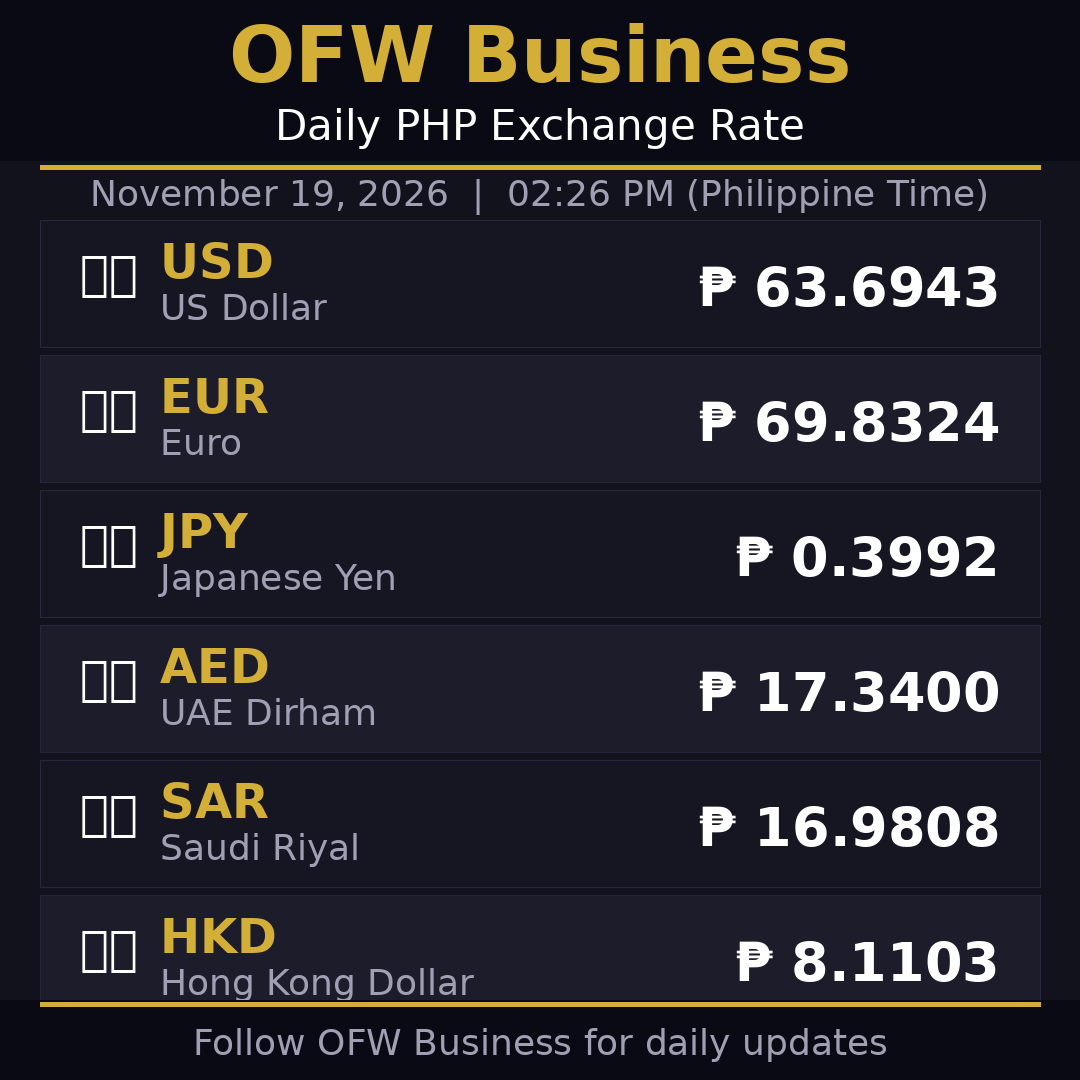 OFW Business
Daily PHP Exchange Rate
November 19, 2026 | 02:26 PM (Philippine Time)
USD
US Dollar
₱ 63.6943
EUR
Euro
₱ 69.8324
JPY
Japanese Yen
₱ 0.3992
AED
UAE Dirham
₱ 17.3400
SAR
Saudi Riyal
₱ 16.9808
HKD
Hong Kong Dollar
₱ 8.1103
Follow OFW Business for daily updates